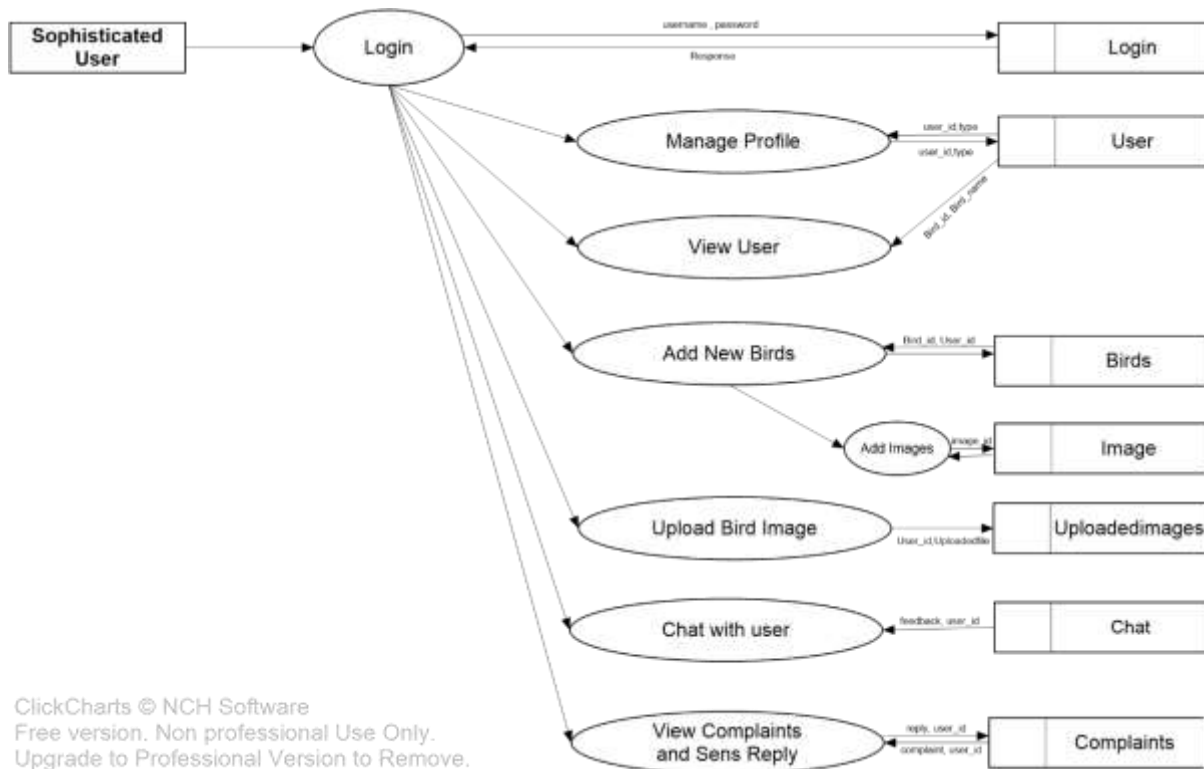 Sophisticated
User
Login
username , password
Response
Login
Manage Profile
user_id,type
user_id,type
User
View User
Bird_id, Bird_name
Add New Birds
Bird_id, User_id
Birds
Add Images
image_id
Image
Upload Bird Image
User_id,Uploadedfile
Uploadedimages
Chat with user
feedback, user_id
Chat
View Complaints
and Sens Reply
reply, user_id
complaint, user_id
Complaints
ClickCharts © NCH Software
Free version. Non professional Use Only.
Upgrade to Professional version to Remove.